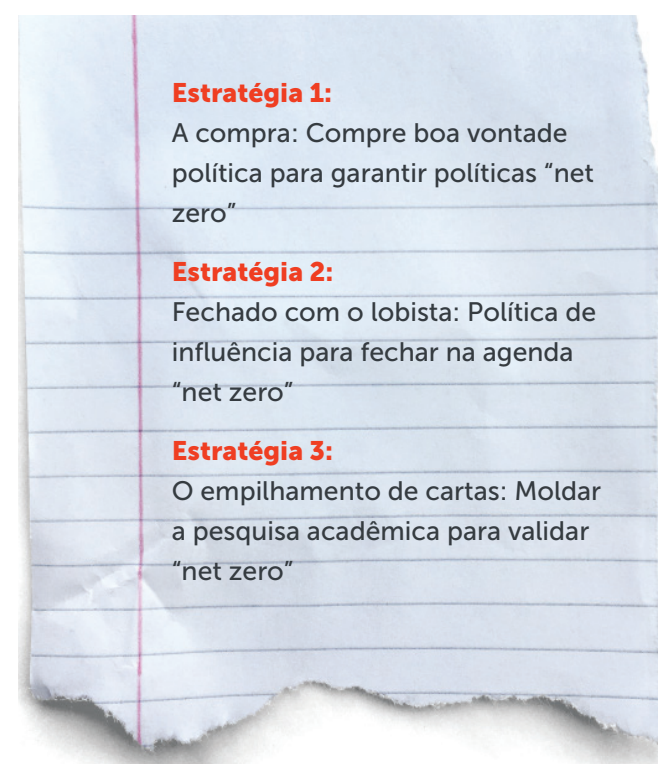 Estratégia 1:
A compra: Compre boa vontade
política para garantir políticas “net
zero”
Estratégia 2:
Fechado com o lobista: Política de
influência para fechar na agenda
“net zero”
Estratégia 3:
O empilhamento de cartas: Moldar
a pesquisa acadêmica para validar
“net zero”